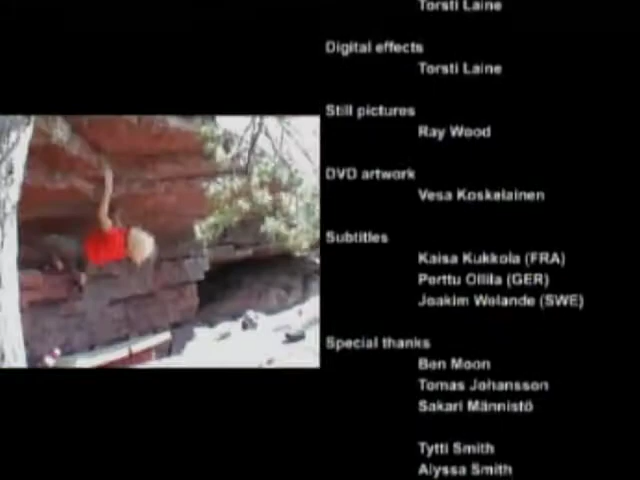 Torsti Laine
Digital effects
Torsti Laine
Still pictures
Ray Wood
DVD artwork
Vesa Koskelainen
Subtitles
Kaisa Kukkola (FRA)
Perttu Ollila (GER)
Joakim Welande (SWE)
Special thanks
Ben Moon
Tomas Johansson
Sakari Männistö
Tytti Smith
Alyssa Smith